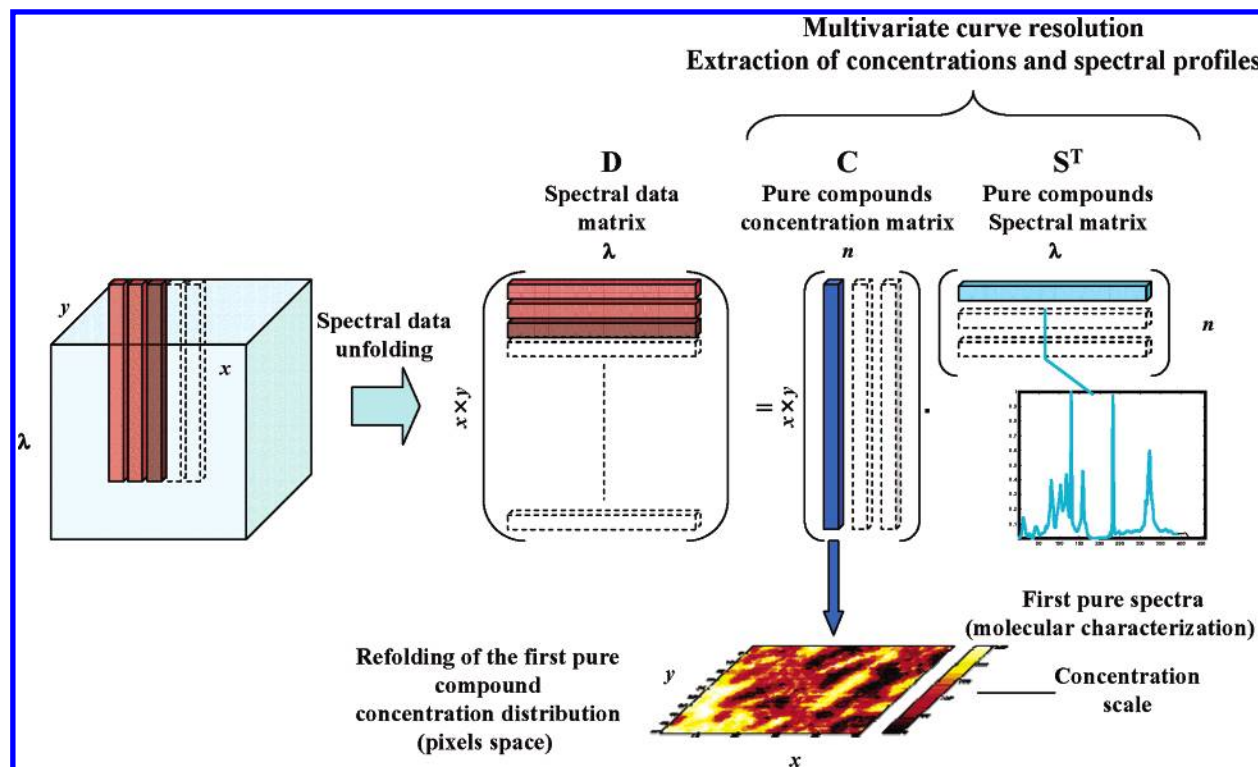 Multivariate curve resolution
Extraction of concentrations and spectral profiles
D
Spectral data
matrix
λ
C
Pure compounds
concentration matrix
n
S^T
Pure compounds
Spectral matrix
λ
n
y
x
λ
Spectral data
unfolding
x×y
=
x×y
.
First pure spectra
(molecular characterization)
Refolding of the first pure
compound
concentration distribution
(pixels space)
y
x
Concentration
scale